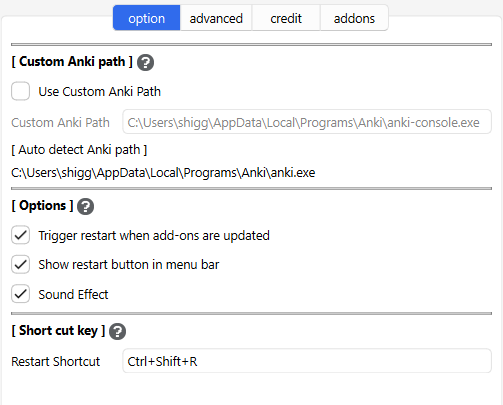 option advanced credit addons
[ Custom Anki path ] ?
Use Custom Anki Path
Custom Anki Path C:\Users\shigg\AppData\Local\Programs\Anki\anki-console.exe
[ Auto detect Anki path ]
C:\Users\shigg\AppData\Local\Programs\Anki\anki.exe
[ Options ] ?
Trigger restart when add-ons are updated
Show restart button in menu bar
Sound Effect
[ Short cut key ] ?
Restart Shortcut Ctrl+Shift+R